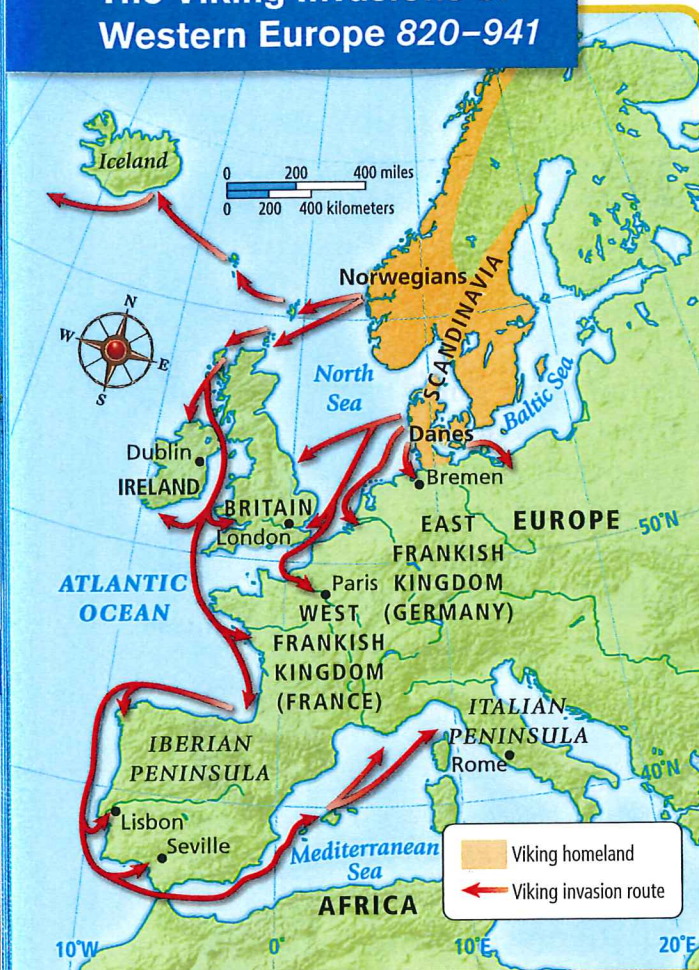 The Viking Invasions
Western Europe 820–941
Iceland
0 200 400 miles
0 200 400 kilometers
Norwegians
SCANDINAVIA
N
W
E
S
North
Sea
Baltic Sea
Danes
Dublin
IRELAND
Bremen
BRITAIN
London
EAST
FRANKISH
KINGDOM
(GERMANY)
EUROPE
50°N
ATLANTIC
OCEAN
Paris
WEST
FRANKISH
KINGDOM
(FRANCE)
ITALIAN
PENINSULA
IBERIAN
PENINSULA
Rome
40°N
Lisbon
Seville
Mediterranean
Sea
Viking homeland
Viking invasion route
AFRICA
10°W
0°
10°E
20°E